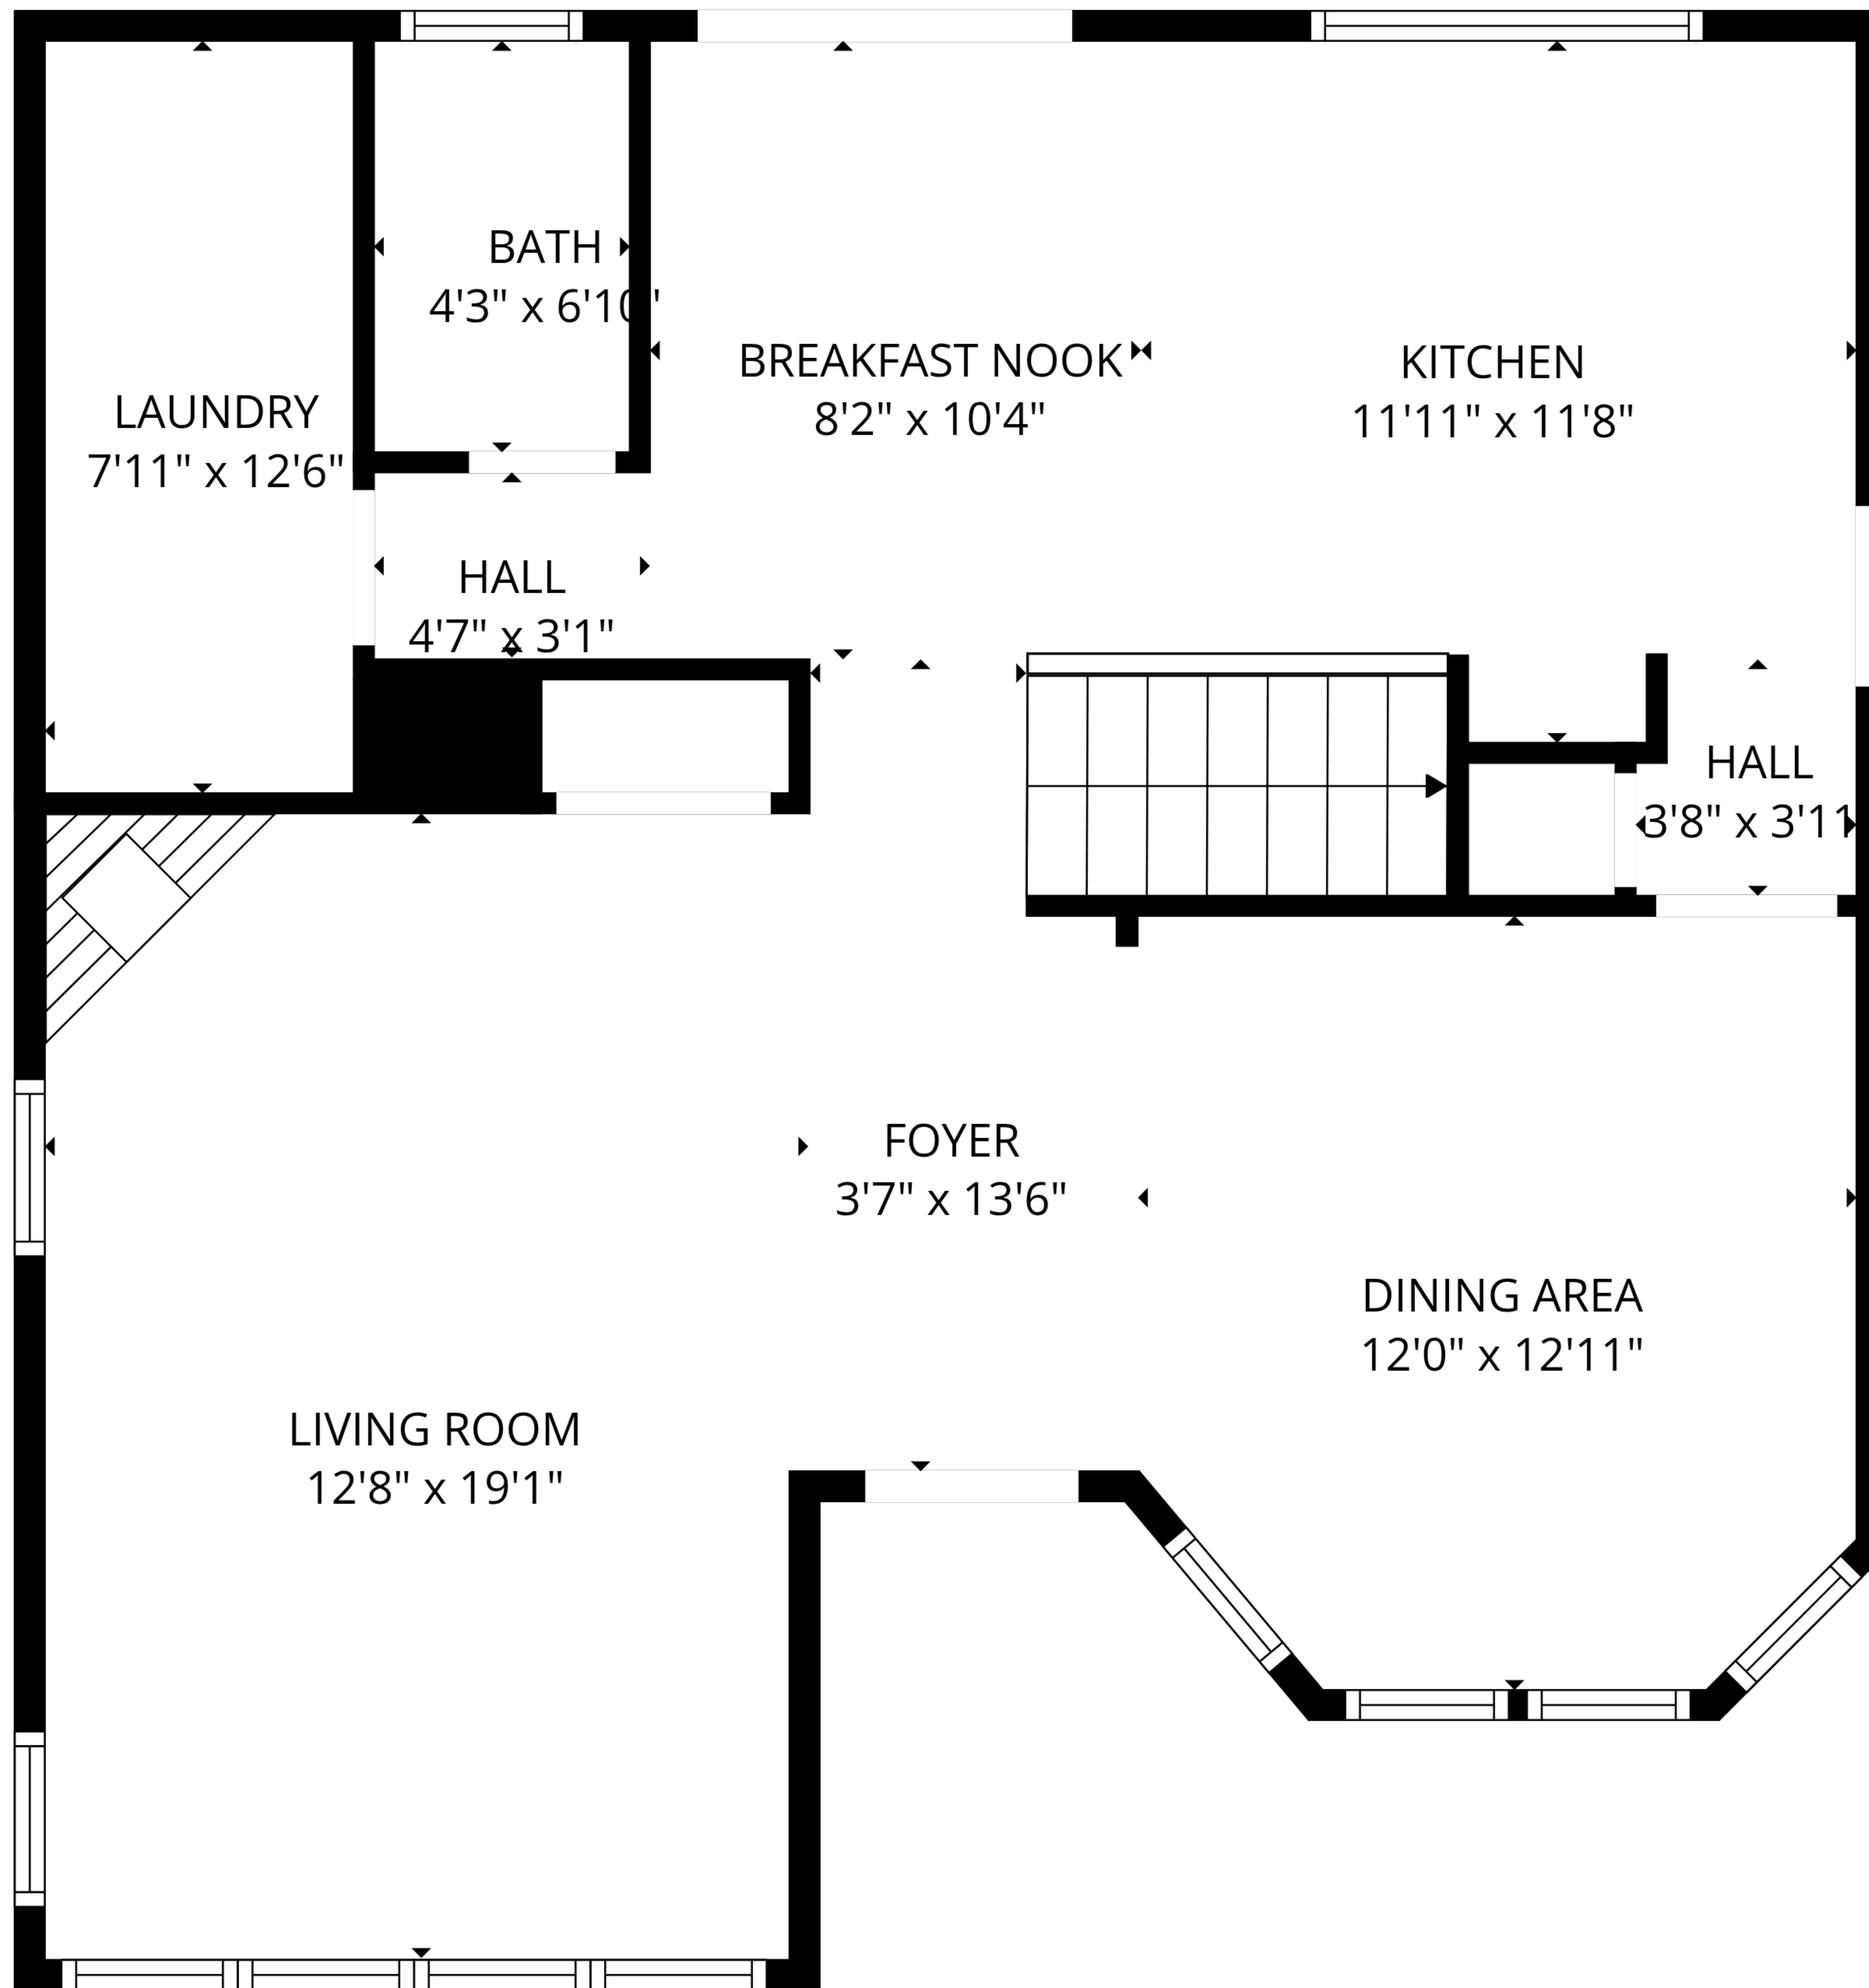 BATH
4'3" x 6'10"
BREAKFAST NOOK
8'2" x 10'4"
KITCHEN
11'11" x 11'8"
LAUNDRY
7'11" x 12'6"
HALL
4'7" x 3'1"
HALL
3'8" x 3'11
FOYER
3'7" x 13'6"
DINING AREA
12'0" x 12'11"
LIVING ROOM
12'8" x 19'1"